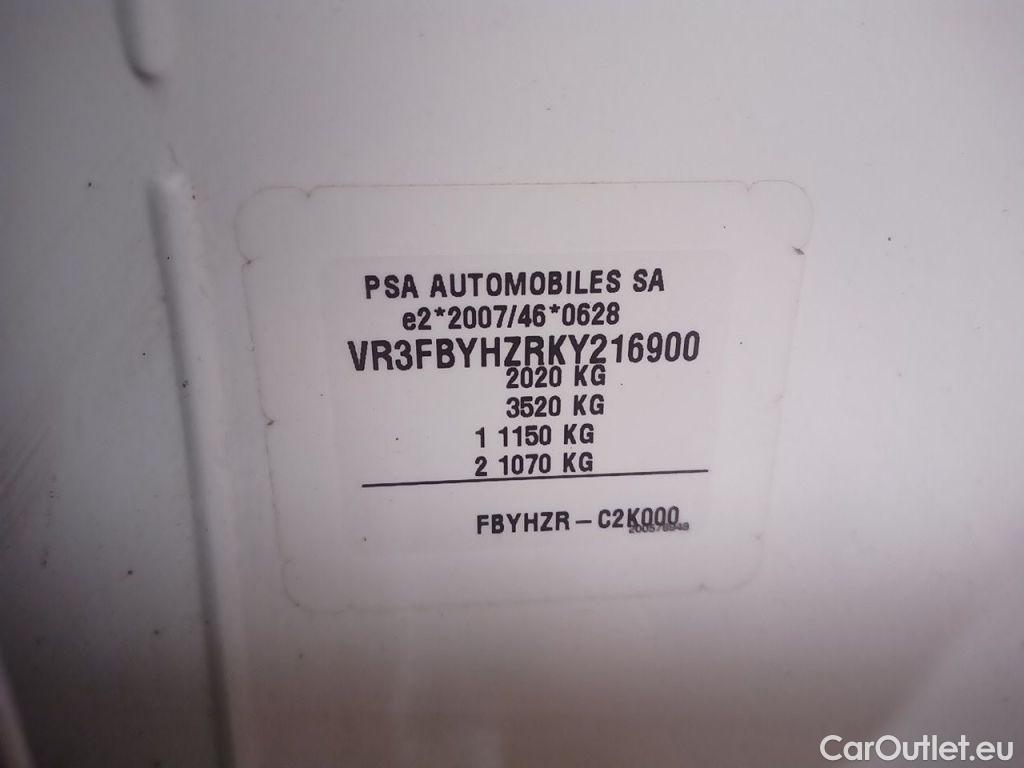 PSA AUTOMOBILES SA
e2*2007/46*0628
VR3FBYHZRKY216900
2020 KG
3520 KG
1 1150 KG
2 1070 KG
FBYHZR – C2K000
CarOutlet.eu